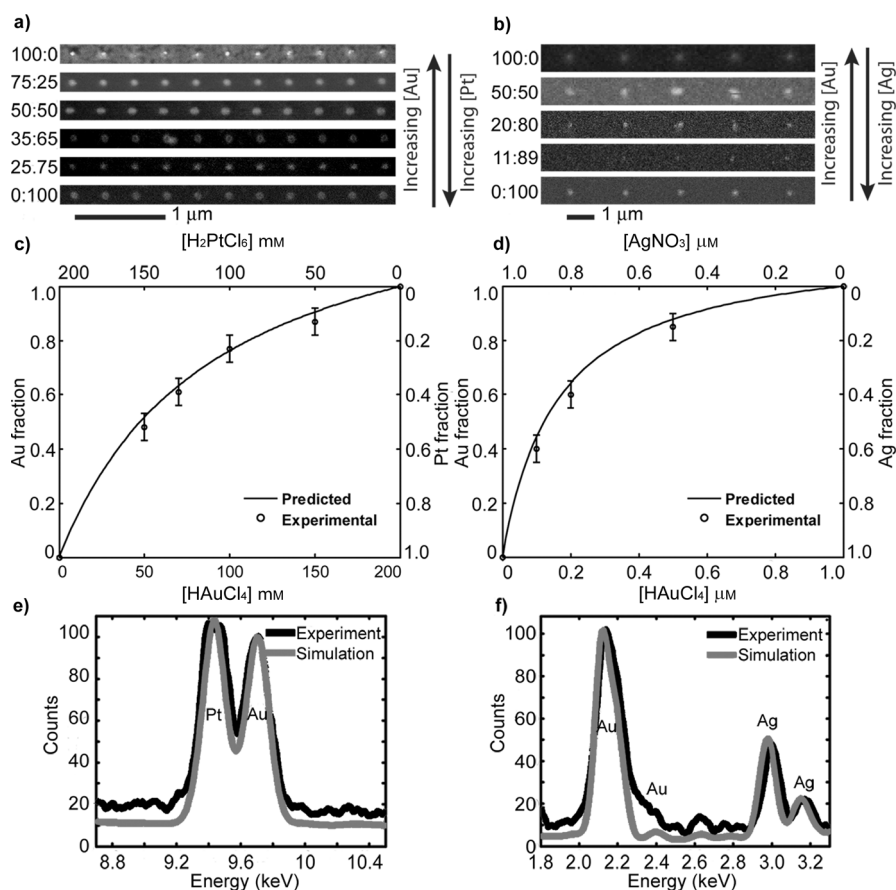 a)
100:0
75:25
50:50
35:65
25.75
0:100
1 µm
Increasing [Au]
Increasing [Pt]
b)
100:0
50:50
20:80
11:89
0:100
1 µm
Increasing [Au]
Increasing [Ag]
c)
[H₂PtCl₆] mM
200 150 100 50 0
1.0 0.8 0.6 0.4 0.2 0
Au fraction
0 0.2 0.4 0.6 0.8 1.0
Pt fraction
Predicted
Experimental
0 50 100 150 200
[HAuCl₄] mM
d)
[AgNO₃] µM
1.0 0.8 0.6 0.4 0.2 0
1.0 0.8 0.6 0.4 0.2 0
Au fraction
0 0.2 0.4 0.6 0.8 1.0
Ag fraction
Predicted
Experimental
0 0.2 0.4 0.6 0.8 1.0
[HAuCl₄] µM
e)
100 80 60 40 20 10 0
Counts
Experiment
Simulation
Pt Au
8.8 9.2 9.6 10 10.5
Energy (keV)
f)
100 80 60 40 20 10 0
Counts
Experiment
Simulation
Au
Au
Ag
Ag
1.8 2.0 2.2 2.4 2.6 2.8 3.0 3.2
Energy (keV)